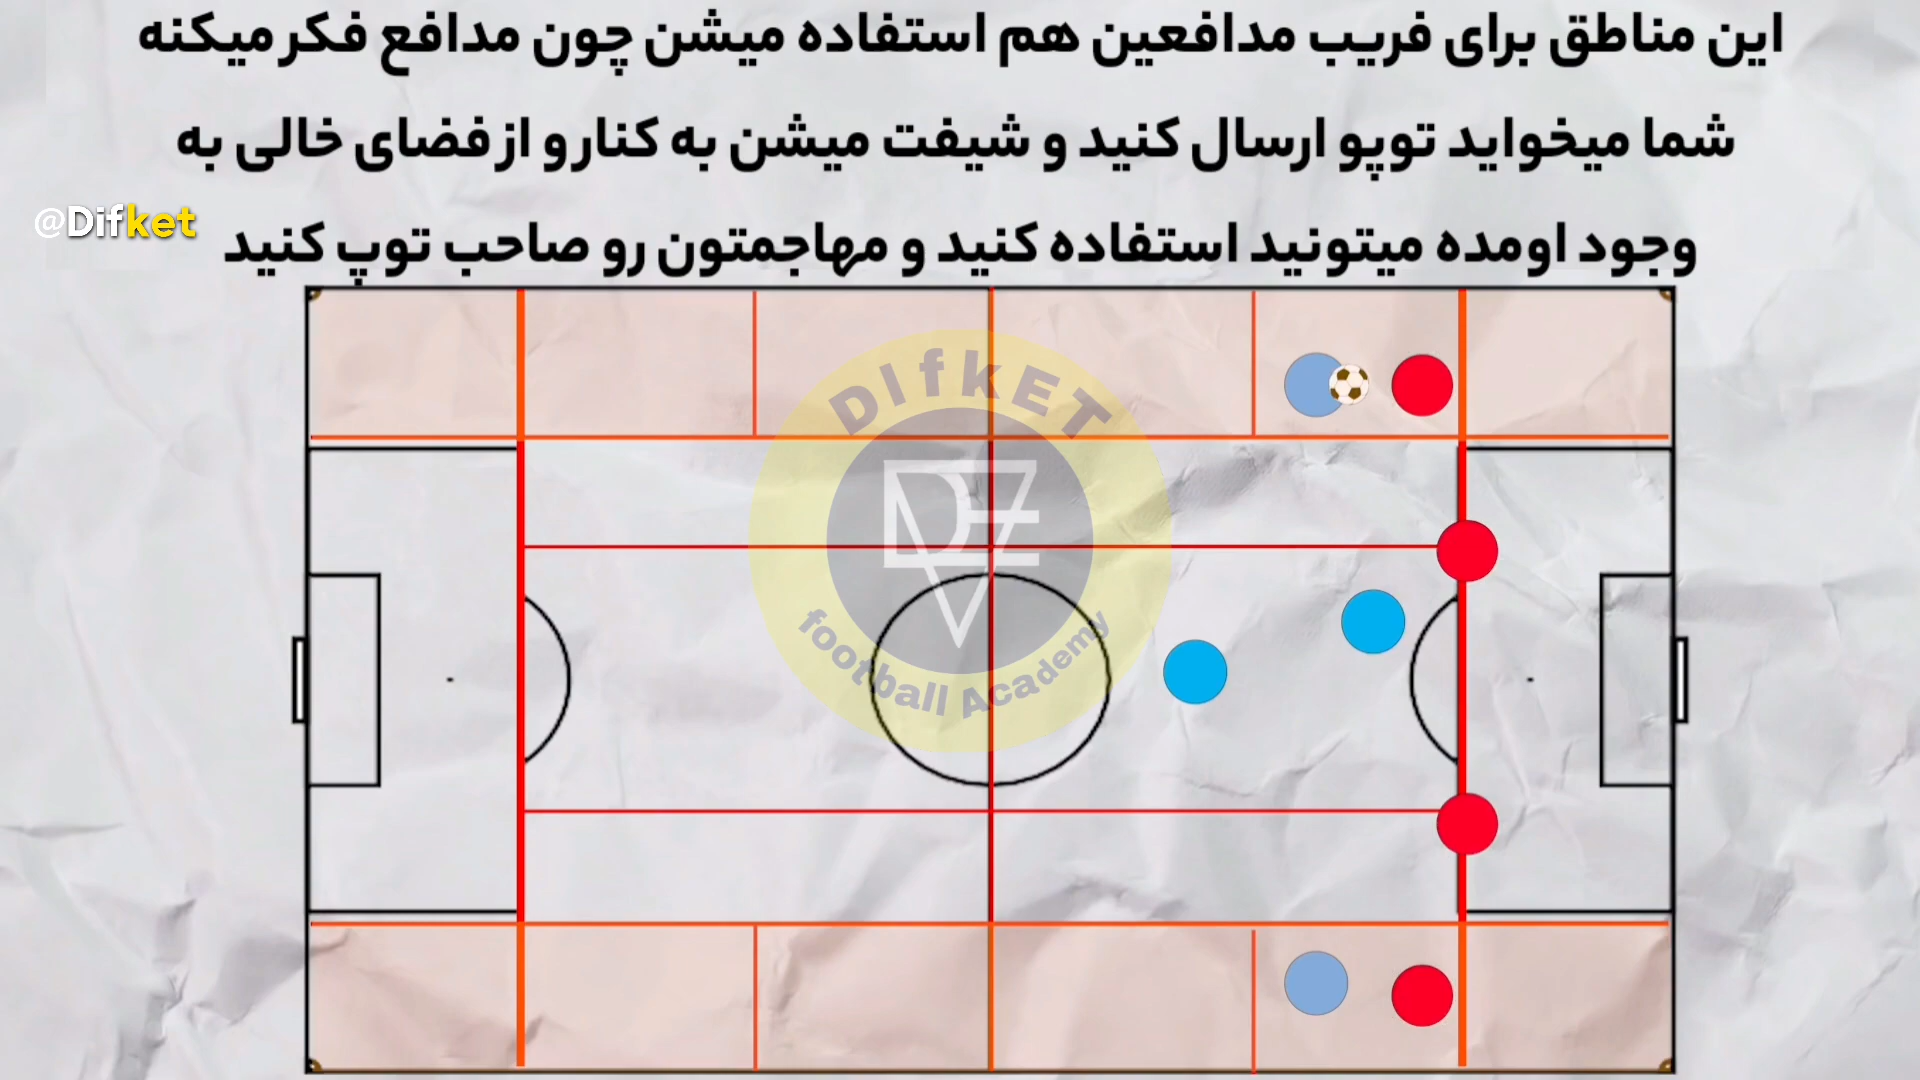 این مناطق برای فریب مدافعین هم استفاده میشن چون مدافع فکر میکنه
شما میخواید توپو ارسال کنید و شیفت میشن به کنار و از فضای خالی به
@Difket
وجود اومده میتونید استفاده کنید و مهاجمتون رو صاحب توپ کنید
DIfkET
football Academy